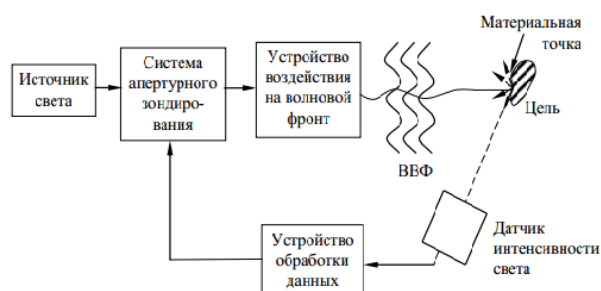 Источник
света
Система
апертурного
зондиро-
вания
Устройство
воздействия
на волновой
фронт
ВВФ
Материальная
точка
Цель
Датчик
интенсивности
света
Устройство
обработки
данных